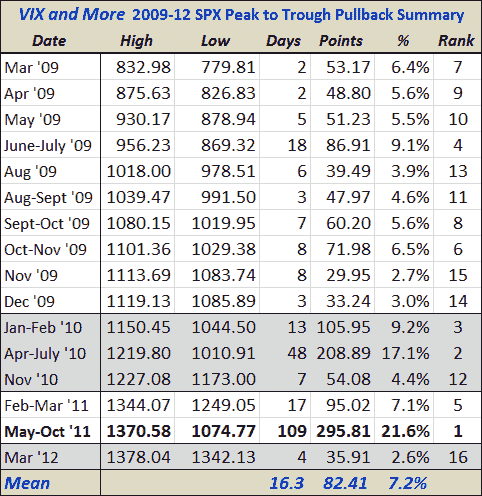 VIX and More 2009-12 SPX Peak to Trough Pullback Summary
Date High Low Days Points % Rank
Mar '09 832.98 779.81 2 53.17 6.4% 7
Apr '09 875.63 826.83 2 48.80 5.6% 9
May '09 930.17 878.94 5 51.23 5.5% 10
June-July '09 956.23 869.32 18 86.91 9.1% 4
Aug '09 1018.00 978.51 6 39.49 3.9% 13
Aug-Sept '09 1039.47 991.50 3 47.97 4.6% 11
Sept-Oct '09 1080.15 1019.95 7 60.20 5.6% 8
Oct-Nov '09 1101.36 1029.38 8 71.98 6.5% 6
Nov '09 1113.69 1083.74 8 29.95 2.7% 15
Dec '09 1119.13 1085.89 3 33.24 3.0% 14
Jan-Feb '10 1150.45 1044.50 13 105.95 9.2% 3
Apr-July '10 1219.80 1010.91 48 208.89 17.1% 2
Nov '10 1227.08 1173.00 7 54.08 4.4% 12
Feb-Mar '11 1344.07 1249.05 17 95.02 7.1% 5
May-Oct '11 1370.58 1074.77 109 295.81 21.6% 1
Mar '12 1378.04 1342.13 4 35.91 2.6% 16
Mean 16.3 82.41 7.2%